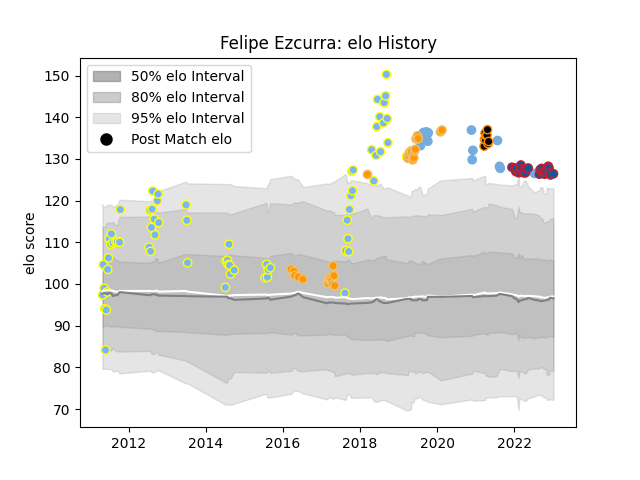 Felipe Ezcurra: elo History
50% elo Interval
80% elo Interval
95% elo Interval
Post Match elo
elo score
150
140
130
120
110
100
90
80
70
2012
2014
2016
2018
2020
2022